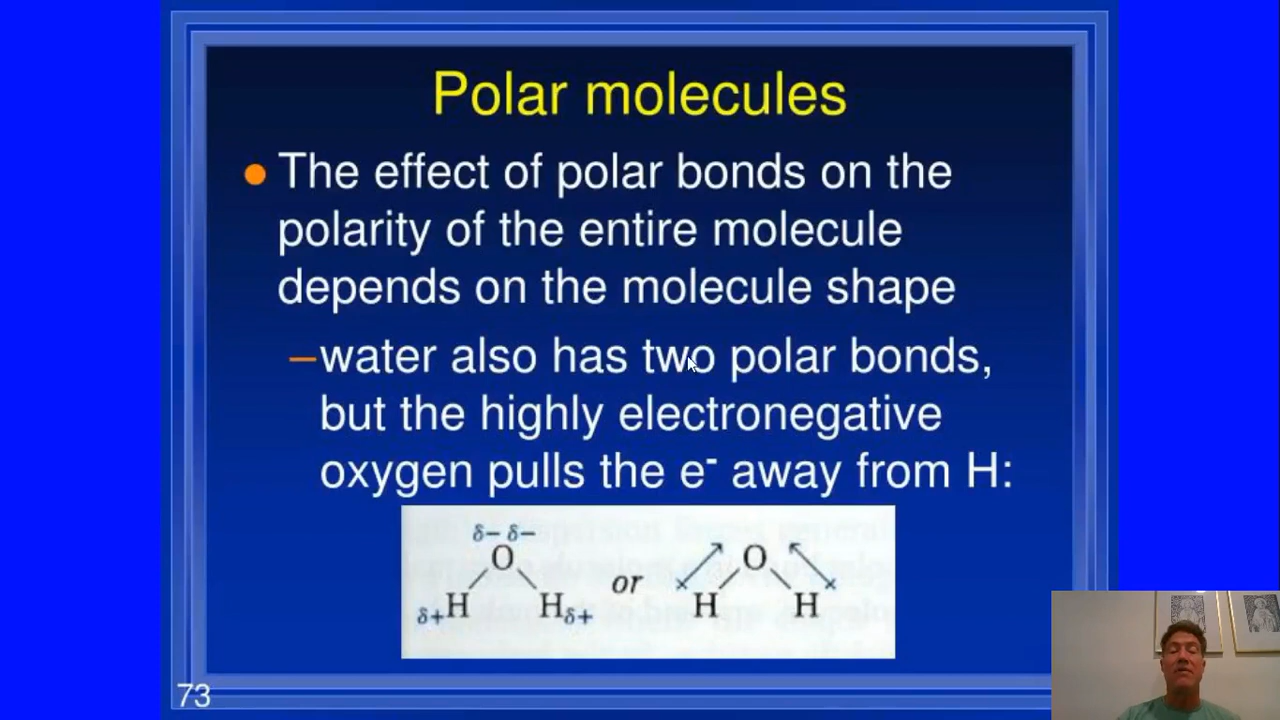 Polar molecules
The effect of polar bonds on the
polarity of the entire molecule
depends on the molecule shape
–water also has two polar bonds,
but the highly electronegative
oxygen pulls the e⁻ away from H:
δ– δ–
O O
or
δ+H Hδ+ H H
73